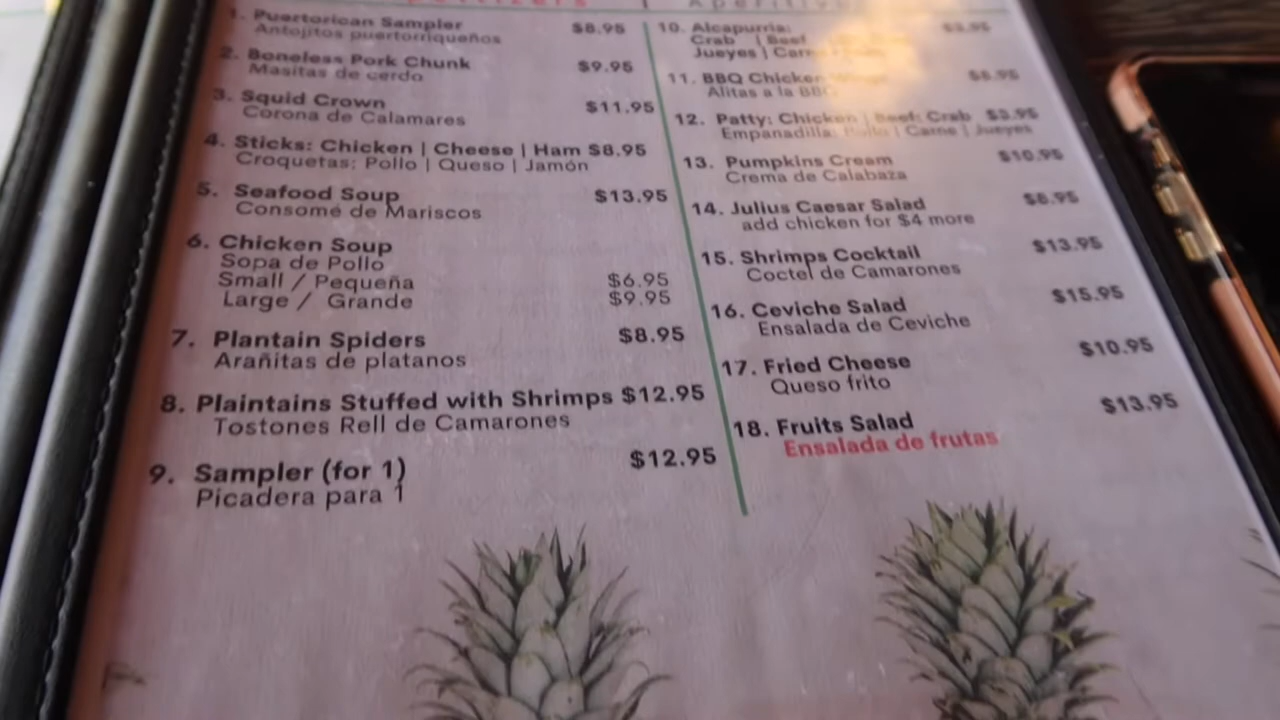 1. Puertorican Sampler $8.95
Antojitos puertorriqueños
2. Boneless Pork Chunk $9.95
Masitas de cerdo
3. Squid Crown $11.95
Corona de Calamares
4. Sticks: Chicken | Cheese | Ham $8.95
Croquetas: Pollo | Queso | Jamón
5. Seafood Soup $13.95
Consomé de Mariscos
6. Chicken Soup
Sopa de Pollo
Small / Pequeña $6.95
Large / Grande $9.95
7. Plantain Spiders $8.95
Arañitas de platanos
8. Plaintains Stuffed with Shrimps $12.95
Tostones Rell de Camarones
9. Sampler (for 1) $12.95
Picadera para 1
10. Alcapurria:
Crab | Beef
Jueyes |
11. BBQ Chicken
Alitas a la BBQ
12. Patty: Chicken | Beef: Crab $3.95
Empanadilla: Pollo | Carne | Jueyes
13. Pumpkins Cream $10.95
Crema de Calabaza
14. Julius Caesar Salad
add chicken for $4 more
15. Shrimps Cocktail $13.95
Coctel de Camarones
16. Ceviche Salad $15.95
Ensalada de Ceviche
17. Fried Cheese $10.95
Queso frito
18. Fruits Salad $13.95
Ensalada de frutas